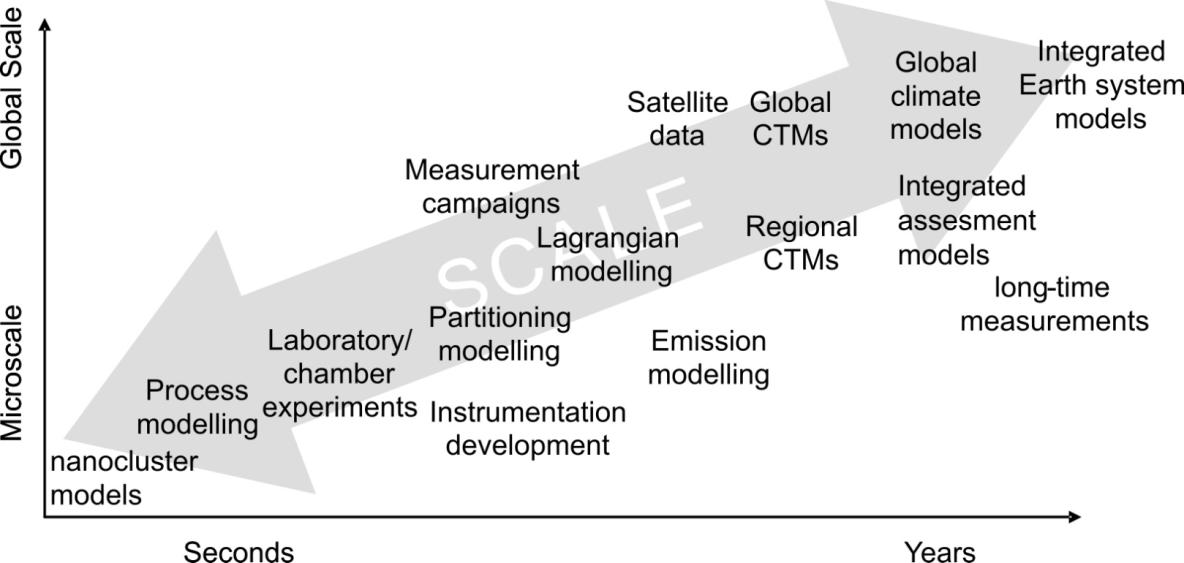 Global Scale
Microscale
Integrated
Earth system
models
Global
climate
models
Satellite
data
Global
CTMs
Measurement
campaigns
Integrated
assesment
models
SCALE
Lagrangian
modelling
Regional
CTMs
long-time
measurements
Partitioning
modelling
Laboratory/
chamber
experiments
Emission
modelling
Process
modelling
Instrumentation
development
nanocluster
models
Seconds
Years